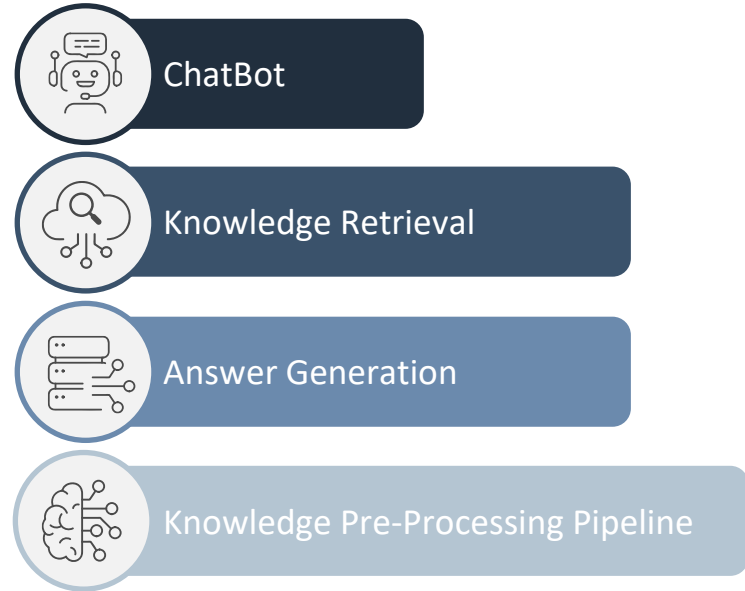 ChatBot
Knowledge Retrieval
Answer Generation
Knowledge Pre-Processing Pipeline